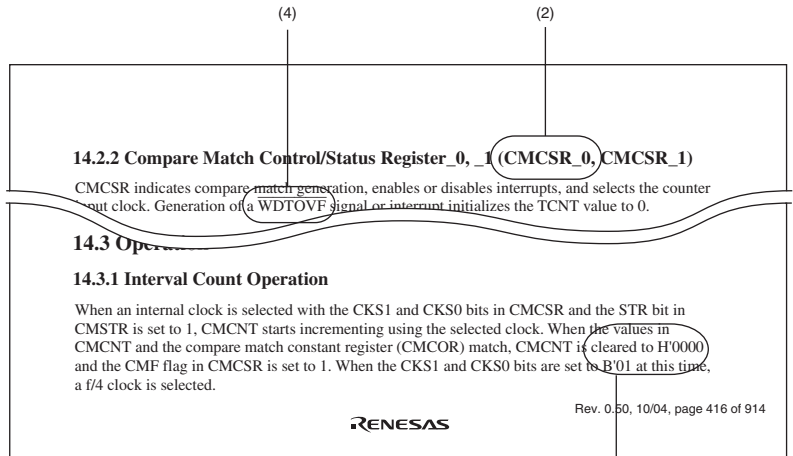 (4) (2)
14.2.2 Compare Match Control/Status Register_0, _1 (CMCSR_0, CMCSR_1)
CMCSR indicates compare match generation, enables or disables interrupts, and selects the counter
input clock. Generation of a WDTOVF signal or interrupt initializes the TCNT value to 0.
14.3 Operation
14.3.1 Interval Count Operation
When an internal clock is selected with the CKS1 and CKS0 bits in CMCSR and the STR bit in
CMSTR is set to 1, CMCNT starts incrementing using the selected clock. When the values in
CMCNT and the compare match constant register (CMCOR) match, CMCNT is cleared to H'0000
and the CMF flag in CMCSR is set to 1. When the CKS1 and CKS0 bits are set to B'01 at this time,
a f/4 clock is selected.
Rev. 0.50, 10/04, page 416 of 914
RENESAS